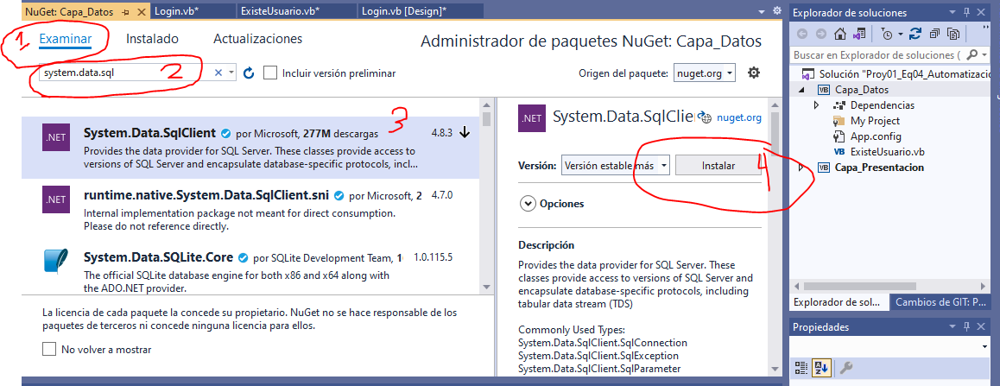 NuGet: Capa_Datos
Login.vb*
ExisteUsuario.vb*
Login.vb [Design]*
1
Examinar
Instalado
Actualizaciones
Administrador de paquetes NuGet: Capa_Datos
system.data.sql
2
Incluir versión preliminar
Origen del paquete:
nuget.org
.NET
System.Data.SqlClient
por Microsoft, 277M descargas
3
4.8.3
Provides the data provider for SQL Server. These classes provide access to
versions of SQL Server and encapsulate database-specific protocols, incl...
.NET
runtime.native.System.Data.SqlClient.sni
por Microsoft, 2
4.7.0
Internal implementation package not meant for direct consumption.
Please do not reference directly.
System.Data.SQLite.Core
por SQLite Development Team, 1
1.0.115.5
The official SQLite database engine for both x86 and x64 along with
the ADO.NET provider.
La licencia de cada paquete la concede su propietario. NuGet no se hace responsable de los
paquetes de terceros ni concede ninguna licencia para ellos.
No volver a mostrar
.NET
System.Data.SqlClie
nuget.org
Versión:
Versión estable más
Instalar
4
Opciones
Descripción
Provides the data provider for SQL Server. These
classes provide access to versions of SQL Server and
encapsulate database-specific protocols, including
tabular data stream (TDS)
Commonly Used Types:
System.Data.SqlClient.SqlConnection
System.Data.SqlClient.SqlException
System.Data.SqlClient.SqlParameter
Explorador de soluciones
Buscar en Explorador de soluciones (
Solución "Proy01_Eq04_Automatizació
VB Capa_Datos
Dependencias
My Project
App.config
VB ExisteUsuario.vb
VB Capa_Presentacion
Explorador de sol...
Cambios de GIT: P...
Propiedades